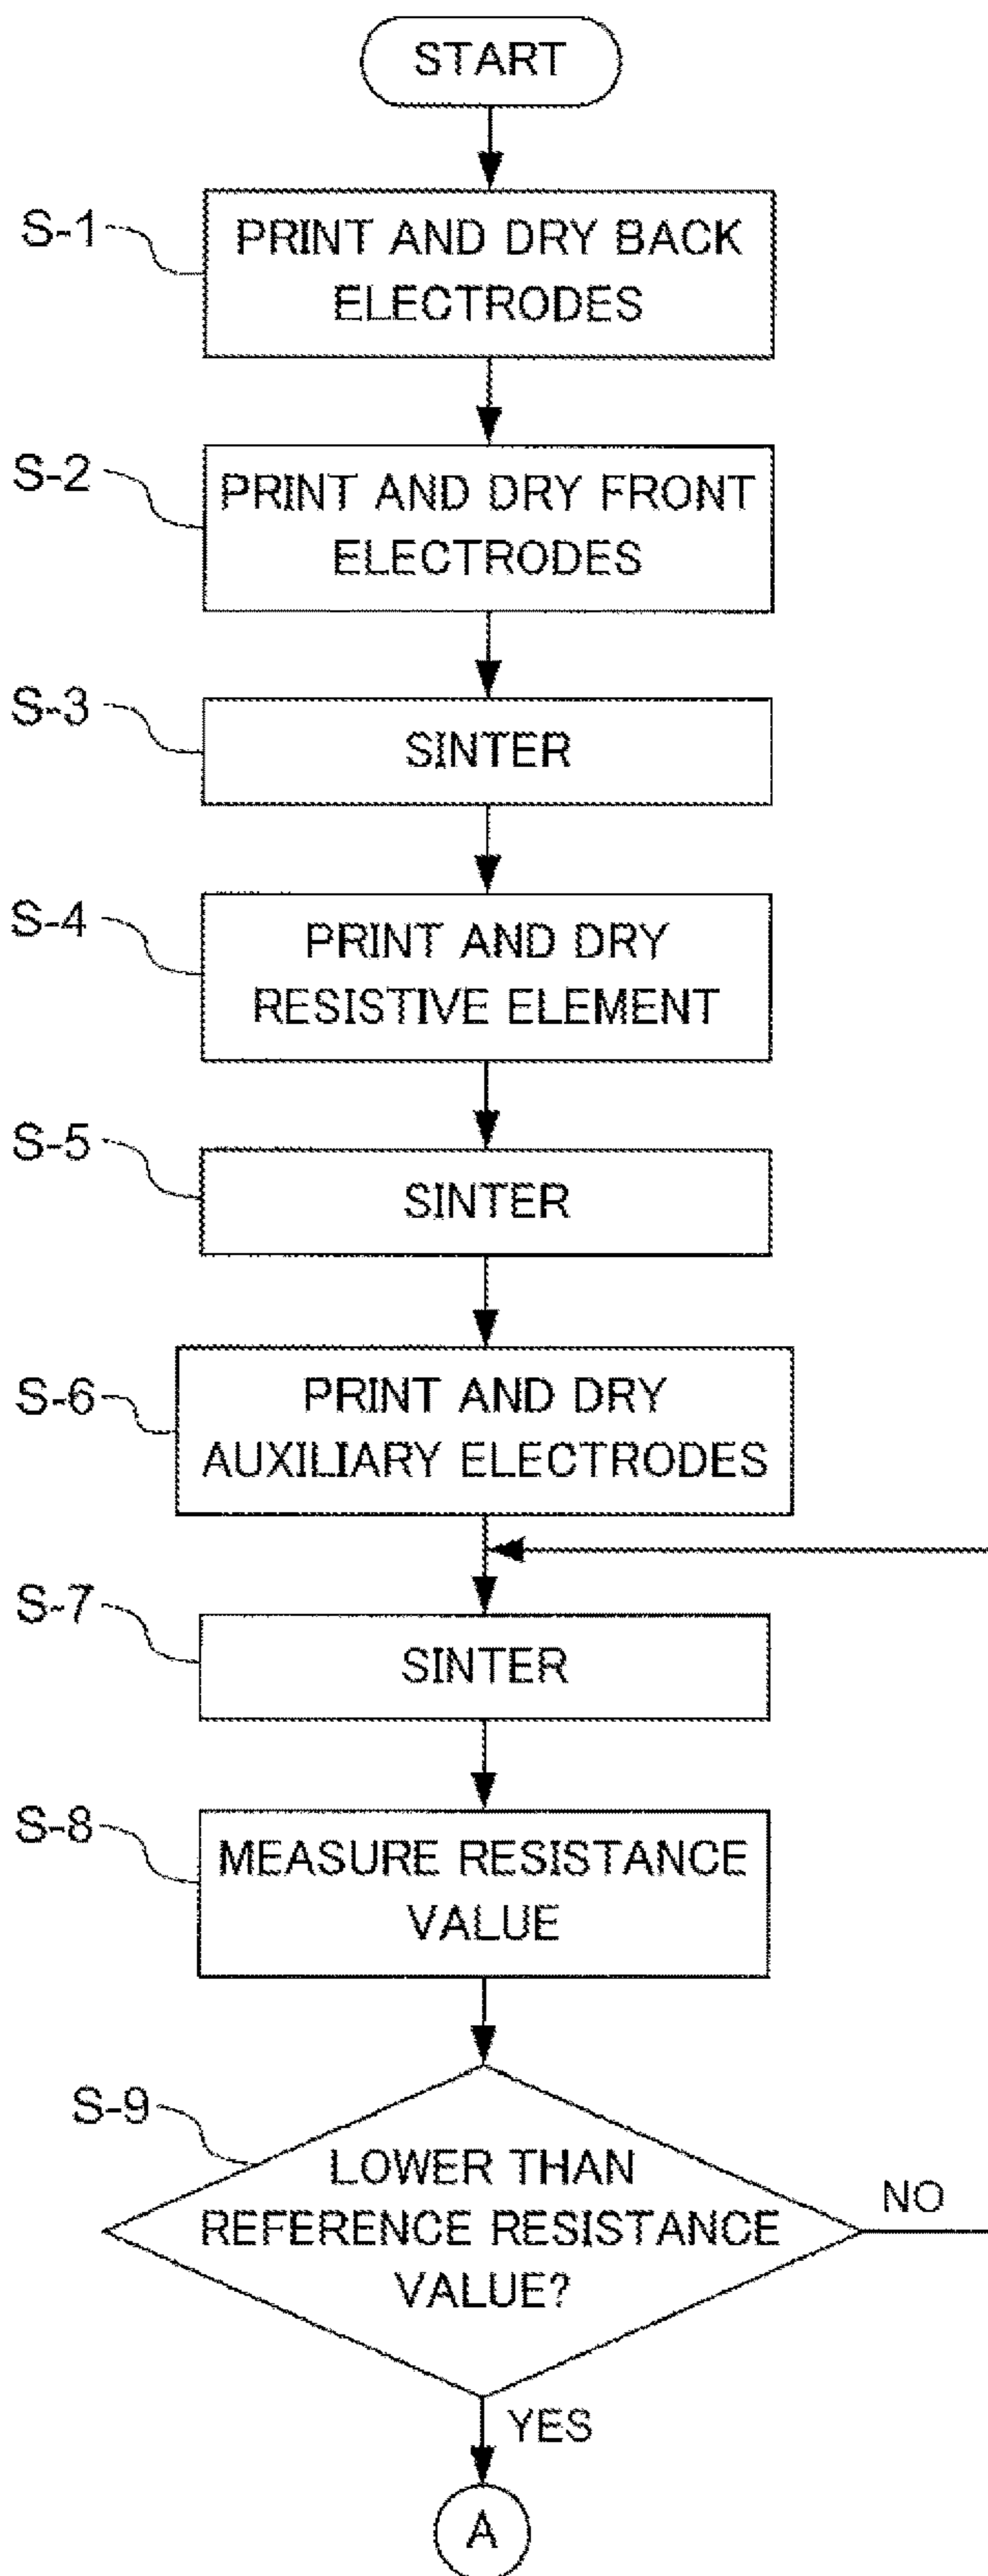 START
S-1
PRINT AND DRY BACK
ELECTRODES
S-2
PRINT AND DRY FRONT
ELECTRODES
S-3
SINTER
S-4
PRINT AND DRY
RESISTIVE ELEMENT
S-5
SINTER
S-6
PRINT AND DRY
AUXILIARY ELECTRODES
S-7
SINTER
S-8
MEASURE RESISTANCE
VALUE
S-9
LOWER THAN
REFERENCE RESISTANCE
VALUE?
NO
YES
A